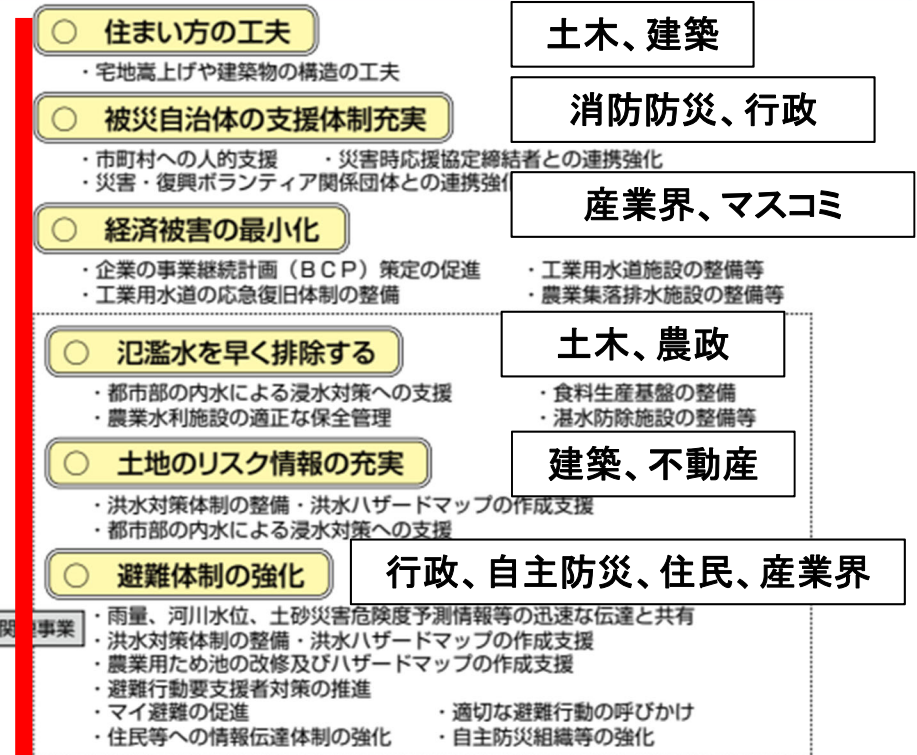 ○ 住まい方の工夫
土木、建築
・宅地嵩上げや建築物の構造の工夫
○ 被災自治体の支援体制充実
消防防災、行政
・市町村への人的支援 ・災害時応援協定締結者との連携強化
・災害・復興ボランティア関係団体との連携強化
産業界、マスコミ
○ 経済被害の最小化
・企業の事業継続計画（ＢＣＰ）策定の促進 ・工業用水道施設の整備等
・工業用水道の応急復旧体制の整備 ・農業集落排水施設の整備等
○ 氾濫水を早く排除する
土木、農政
・都市部の内水による浸水対策への支援 ・食料生産基盤の整備
・農業水利施設の適正な保全管理 ・湛水防除施設の整備等
○ 土地のリスク情報の充実
建築、不動産
・洪水対策体制の整備・洪水ハザードマップの作成支援
・都市部の内水による浸水対策への支援
○ 避難体制の強化
行政、自主防災、住民、産業界
関連事業
・雨量、河川水位、土砂災害危険度予測情報等の迅速な伝達と共有
・洪水対策体制の整備・洪水ハザードマップの作成支援
・農業用ため池の改修及びハザードマップの作成支援
・避難行動要支援者対策の推進
・マイ避難の促進 ・適切な避難行動の呼びかけ
・住民等への情報伝達体制の強化 ・自主防災組織等の強化